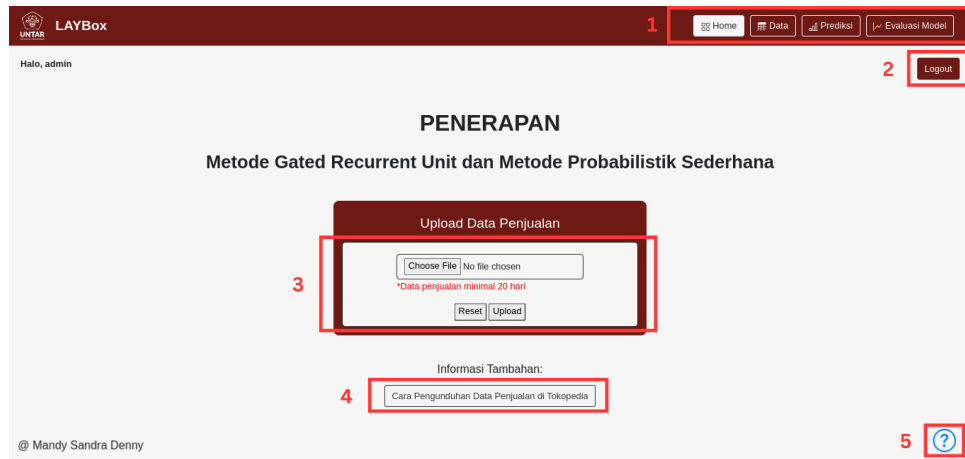 UNTAR
LAYBox
1
Home
Data
Prediksi
Evaluasi Model
Halo, admin
2
Logout
PENERAPAN
Metode Gated Recurrent Unit dan Metode Probabilistik Sederhana
Upload Data Penjualan
3
Choose File No file chosen
*Data penjualan minimal 20 hari
Reset Upload
Informasi Tambahan:
4
Cara Pengunduhan Data Penjualan di Tokopedia
@ Mandy Sandra Denny
5
?